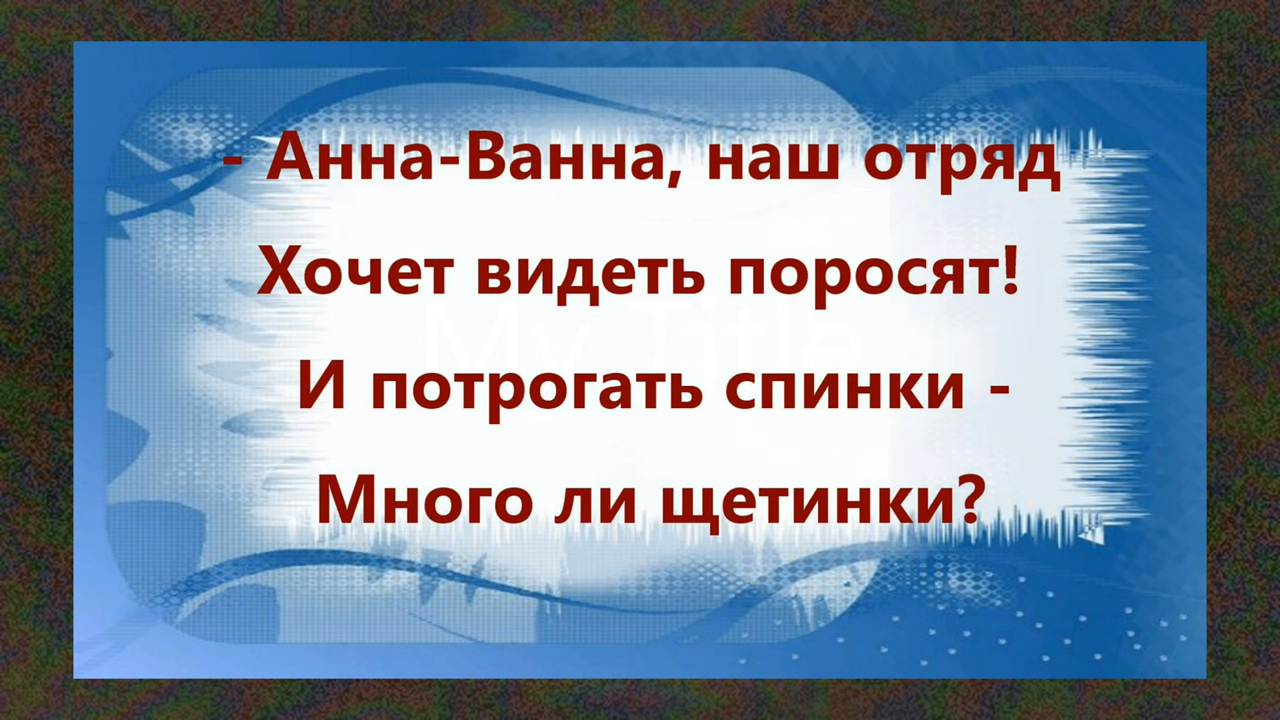 - Анна-Ванна, наш отряд
Хочет видеть поросят!
My Title
И потрогать спинки -
Много ли щетинки?